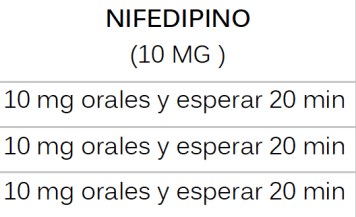 NIFEDIPINO
(10 MG )
10 mg orales y esperar 20 min
10 mg orales y esperar 20 min
10 mg orales y esperar 20 min